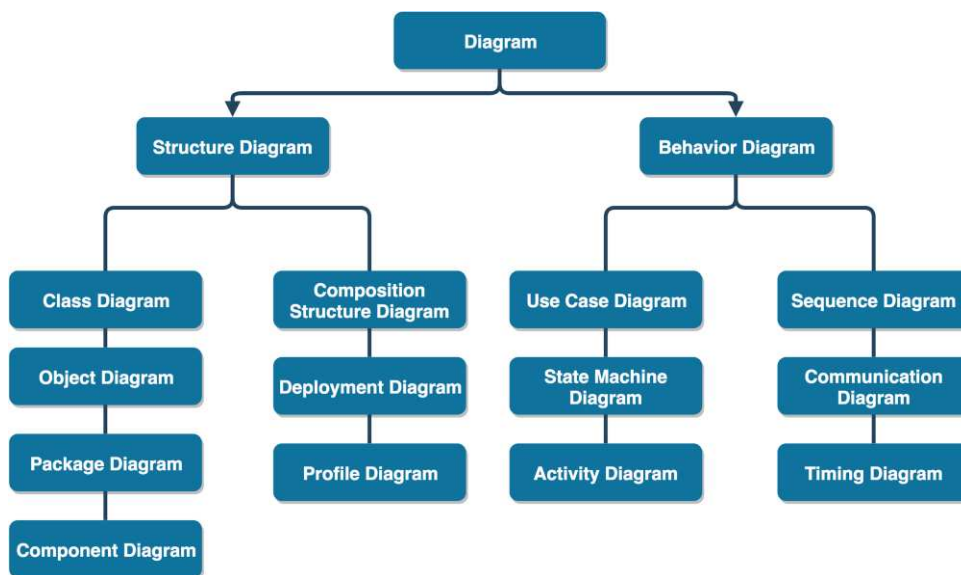 Diagram
Structure Diagram
Behavior Diagram
Class Diagram
Object Diagram
Package Diagram
Component Diagram
Composition
Structure Diagram
Deployment Diagram
Profile Diagram
Use Case Diagram
State Machine
Diagram
Activity Diagram
Sequence Diagram
Communication
Diagram
Timing Diagram